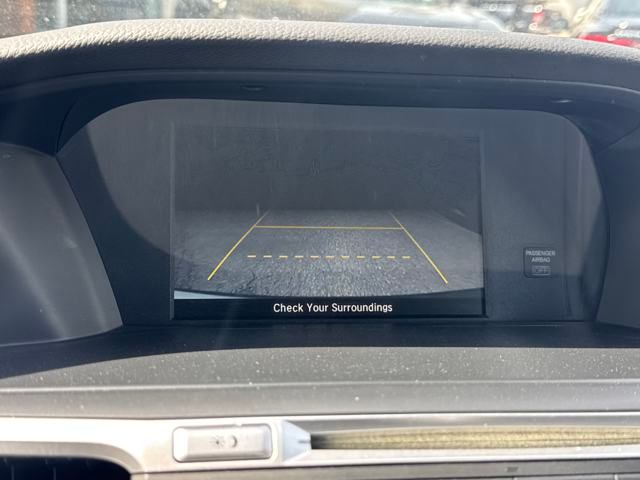 PASSENGER
AIRBAG
OFF
Check Your Surroundings